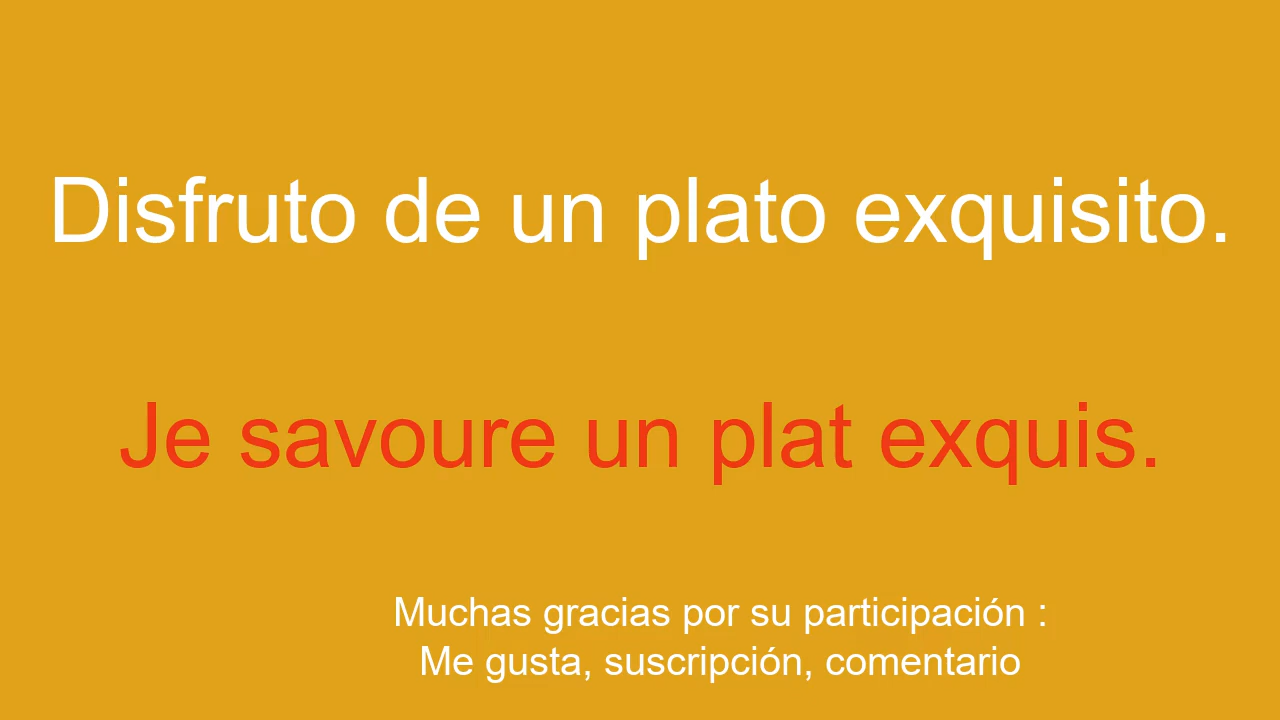 Disfruto de un plato exquisito.
Je savoure un plat exquis.
Muchas gracias por su participación :
Me gusta, suscripción, comentario